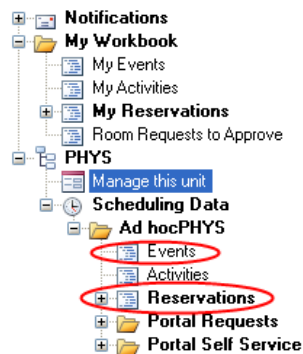 Notifications
My Workbook
My Events
My Activities
My Reservations
Room Requests to Approve
PHYS
Manage this unit
Scheduling Data
Ad hocPHYS
Events
Activities
Reservations
Portal Requests
Portal Self Service